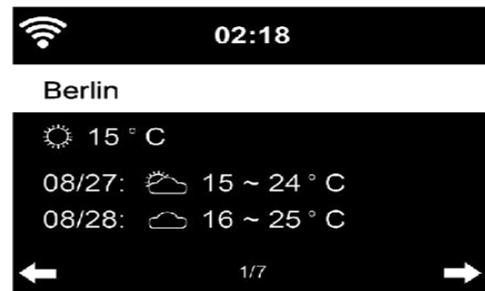 02:18
Berlin
15 ° C
08/27: 15 ~ 24 ° C
08/28: 16 ~ 25 ° C
1/7